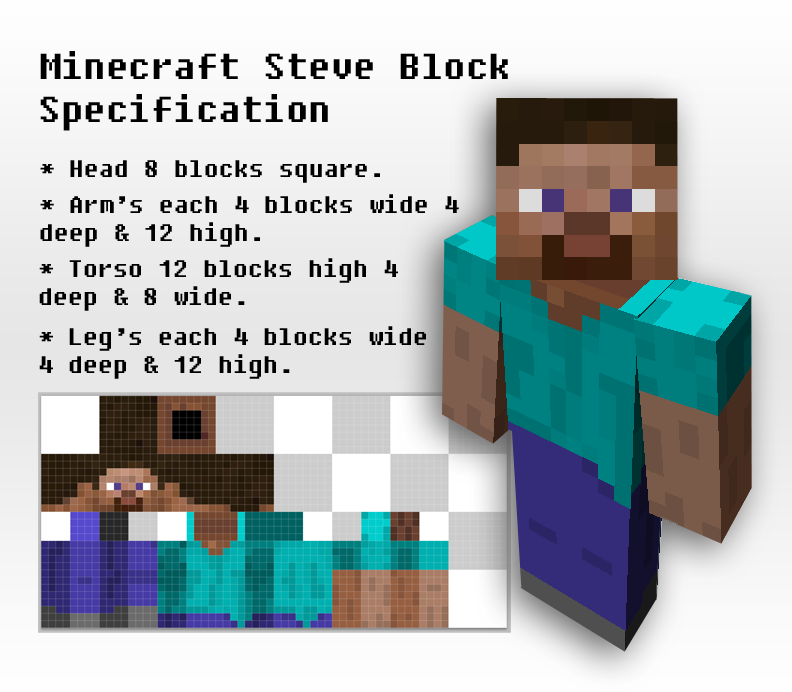 Minecraft Steve Block
Specification
* Head 8 blocks square.
* Arm's each 4 blocks wide 4
deep & 12 high.
* Torso 12 blocks high 4
deep & 8 wide.
* Leg's each 4 blocks wide
4 deep & 12 high.